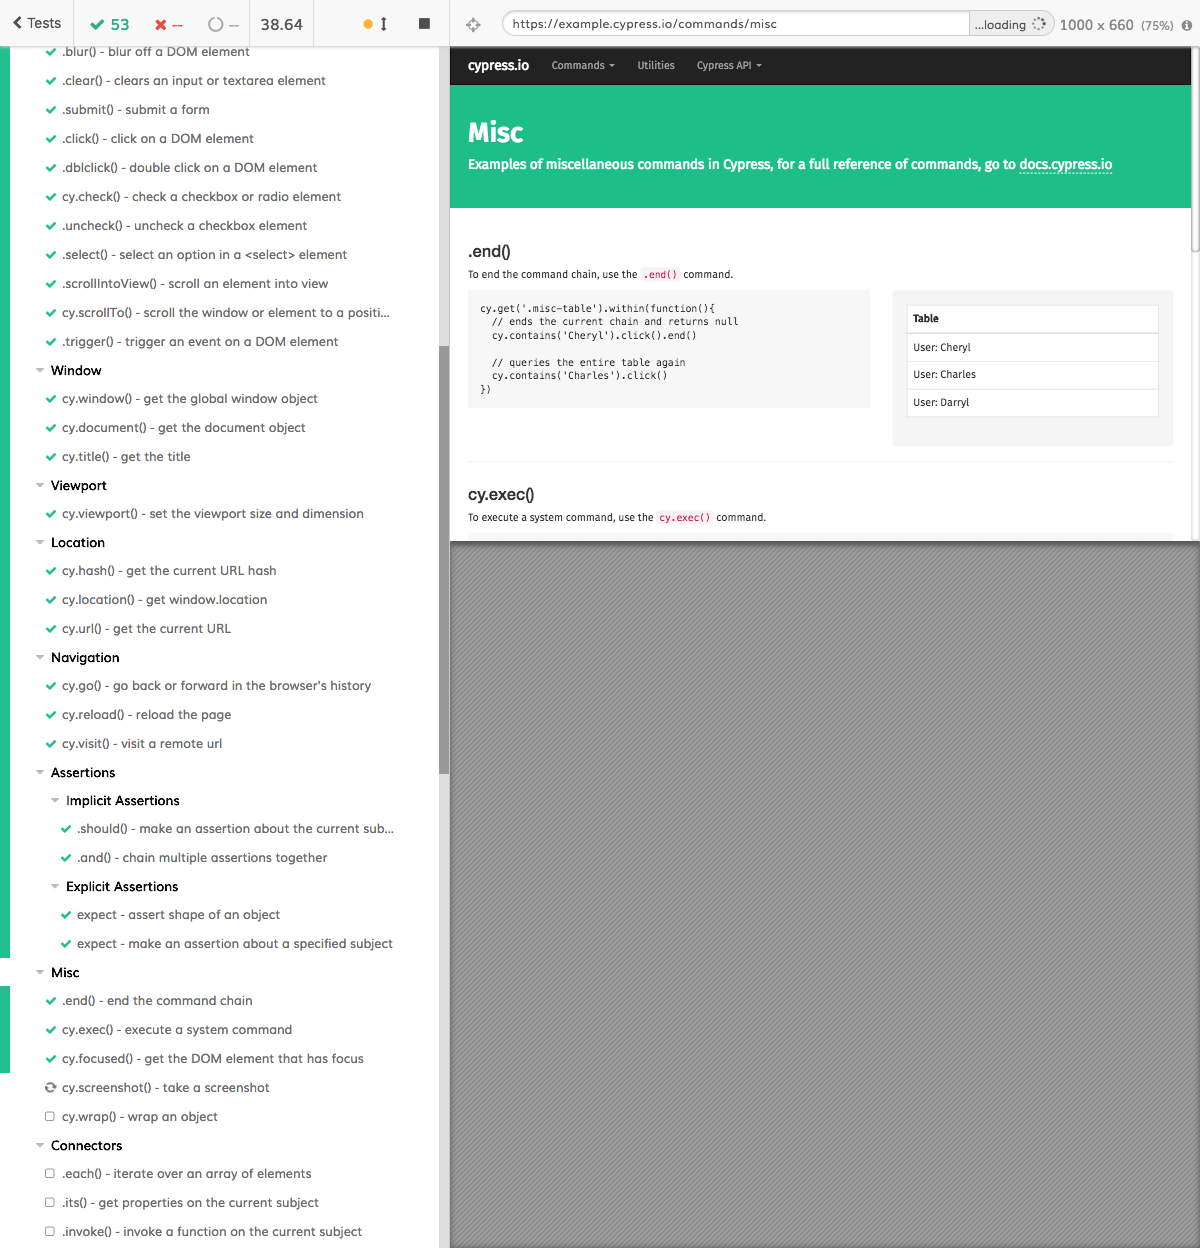 Tests
53
--
--
38.64
https://example.cypress.io/commands/misc
...loading
1000 x 660 (75%)
.blur() - blur off a DOM element
.clear() - clears an input or textarea element
.submit() - submit a form
.click() - click on a DOM element
.dblclick() - double click on a DOM element
cy.check() - check a checkbox or radio element
.uncheck() - uncheck a checkbox element
.select() - select an option in a <select> element
.scrollIntoView() - scroll an element into view
cy.scrollTo() - scroll the window or element to a positi...
.trigger() - trigger an event on a DOM element
Window
cy.window() - get the global window object
cy.document() - get the document object
cy.title() - get the title
Viewport
cy.viewport() - set the viewport size and dimension
Location
cy.hash() - get the current URL hash
cy.location() - get window.location
cy.url() - get the current URL
Navigation
cy.go() - go back or forward in the browser's history
cy.reload() - reload the page
cy.visit() - visit a remote url
Assertions
Implicit Assertions
.should() - make an assertion about the current sub...
.and() - chain multiple assertions together
Explicit Assertions
expect - assert shape of an object
expect - make an assertion about a specified subject
Misc
.end() - end the command chain
cy.exec() - execute a system command
cy.focused() - get the DOM element that has focus
cy.screenshot() - take a screenshot
cy.wrap() - wrap an object
Connectors
.each() - iterate over an array of elements
.its() - get properties on the current subject
.invoke() - invoke a function on the current subject
cypress.io
Commands
Utilities
Cypress API
Misc
Examples of miscellaneous commands in Cypress, for a full reference of commands, go to docs.cypress.io
.end()
To end the command chain, use the .end() command.
cy.get('.misc-table').within(function(){
// ends the current chain and returns null
cy.contains('Cheryl').click().end()
// queries the entire table again
cy.contains('Charles').click()
})
Table
User: Cheryl
User: Charles
User: Darryl
cy.exec()
To execute a system command, use the cy.exec() command.